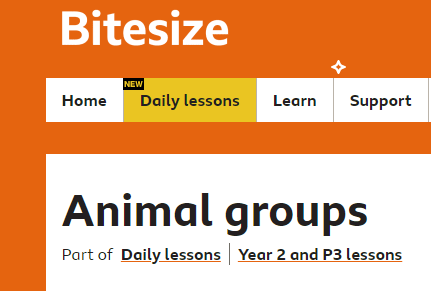 Bitesize
NEW
Home Daily lessons Learn Support
Animal groups
Part of Daily lessons Year 2 and P3 lessons